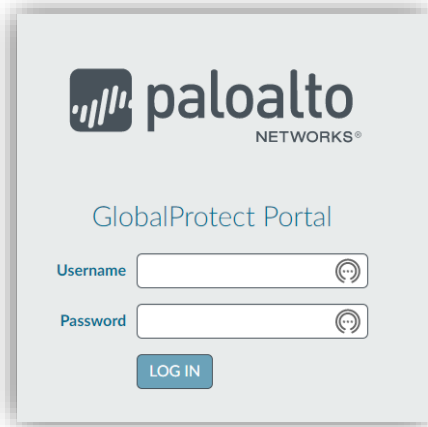 paloalto
NETWORKS®
GlobalProtect Portal
Username
Password
LOG IN